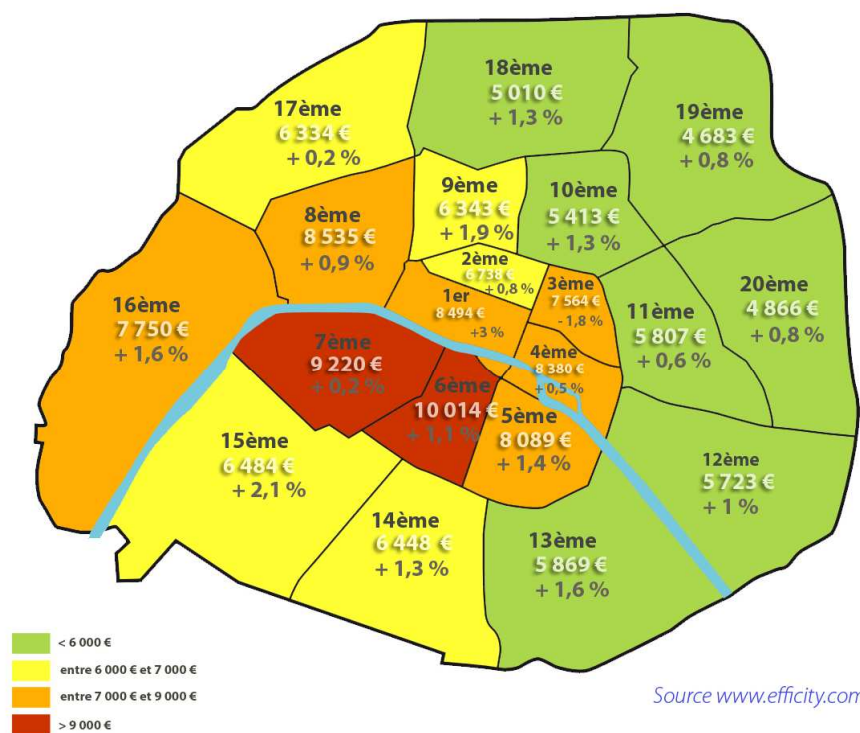 18ème
5 010 €
+ 1,3 %
19ème
4 683 €
+ 0,8 %
17ème
6 334 €
+ 0,2 %
9ème
6 343 €
+ 1,9 %
10ème
5 413 €
+ 1,3 %
8ème
8 535 €
+ 0,9 %
2ème
6 738 €
+ 0,8 %
3ème
7 564 €
- 1,8 %
1er
8 494 €
+3 %
20ème
4 866 €
+ 0,8 %
16ème
7 750 €
+ 1,6 %
11ème
5 807 €
+ 0,6 %
7ème
9 220 €
+ 0,2 %
4ème
8 380 €
+ 0,5 %
6ème
10 014 €
+ 1,1 %
5ème
8 089 €
+ 1,4 %
15ème
6 484 €
+ 2,1 %
12ème
5 723 €
+ 1 %
14ème
6 448 €
+ 1,3 %
13ème
5 869 €
+ 1,6 %
< 6 000 €
entre 6 000 € et 7 000 €
entre 7 000 € et 9 000 €
> 9 000 €
Source www.efficity.com